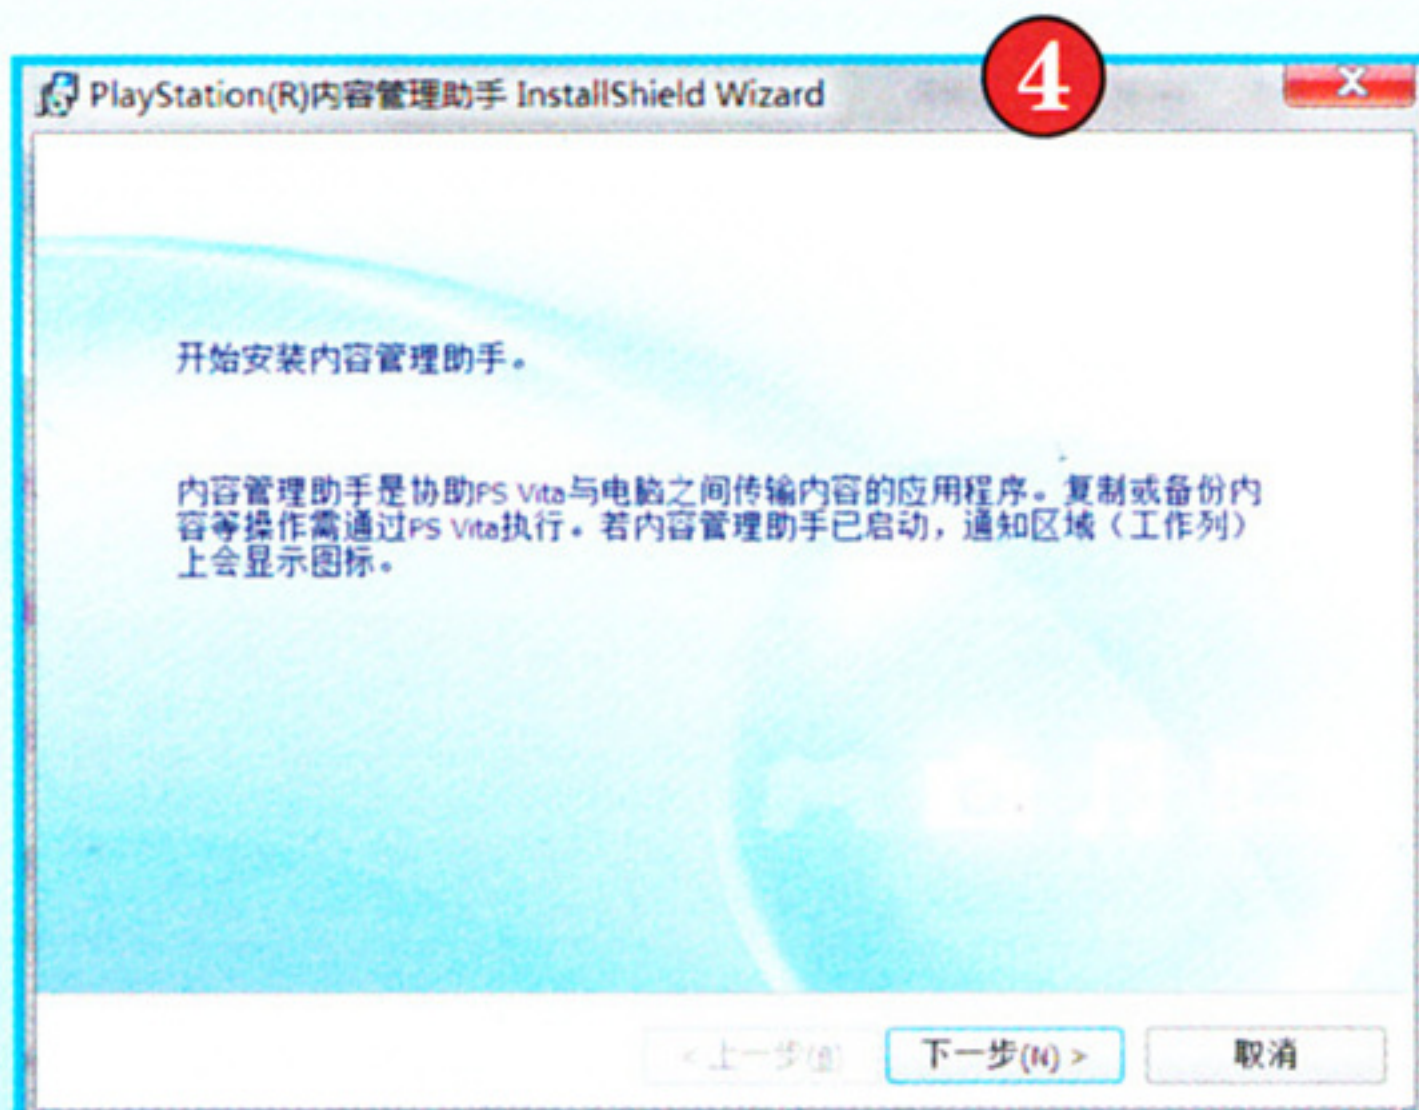 4
PlayStation(R)内容管理助手 InstallShield Wizard
开始安装内容管理助手。
内容管理助手是协助PS Vita与电脑之间传输内容的应用程序。复制或备份内
容等操作需通过PS Vita执行。若内容管理助手已启动，通知区域（工作列）
上会显示图标。
<上一步(B)
下一步(N) >
取消